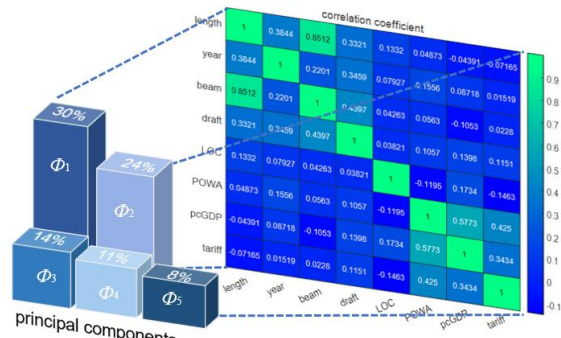 correlation coefficient
length 1 0.3844 0.8512 0.3321 0.1332 0.04873 -0.04391 -0.07165
year 0.3844 1 0.2201 0.3459 0.07927 0.1556 0.08718 0.01519
beam 0.8512 0.2201 1 0.4397 0.04263 0.0563 -0.1053 0.0228
draft 0.3321 0.3459 0.4397 1 0.03821 0.1057 0.1398 0.1151
LOC 0.1332 0.07927 0.04263 0.03821 1 -0.1195 0.1734 -0.1463
POWA 0.04873 0.1556 0.0563 0.1057 -0.1195 1 0.5773 0.425
pcGDP -0.04391 0.08718 -0.1053 0.1398 0.1734 0.5773 1 0.3434
tariff -0.07165 0.01519 0.0228 0.1151 -0.1463 0.425 0.3434 1
length year beam draft LOC POWA pcGDP tariff
0.9
0.8
0.7
0.6
0.5
0.4
0.3
0.2
0.1
0
-0.1
30%
Φ1
24%
Φ2
14%
Φ3
11%
Φ4
8%
Φ5
principal components